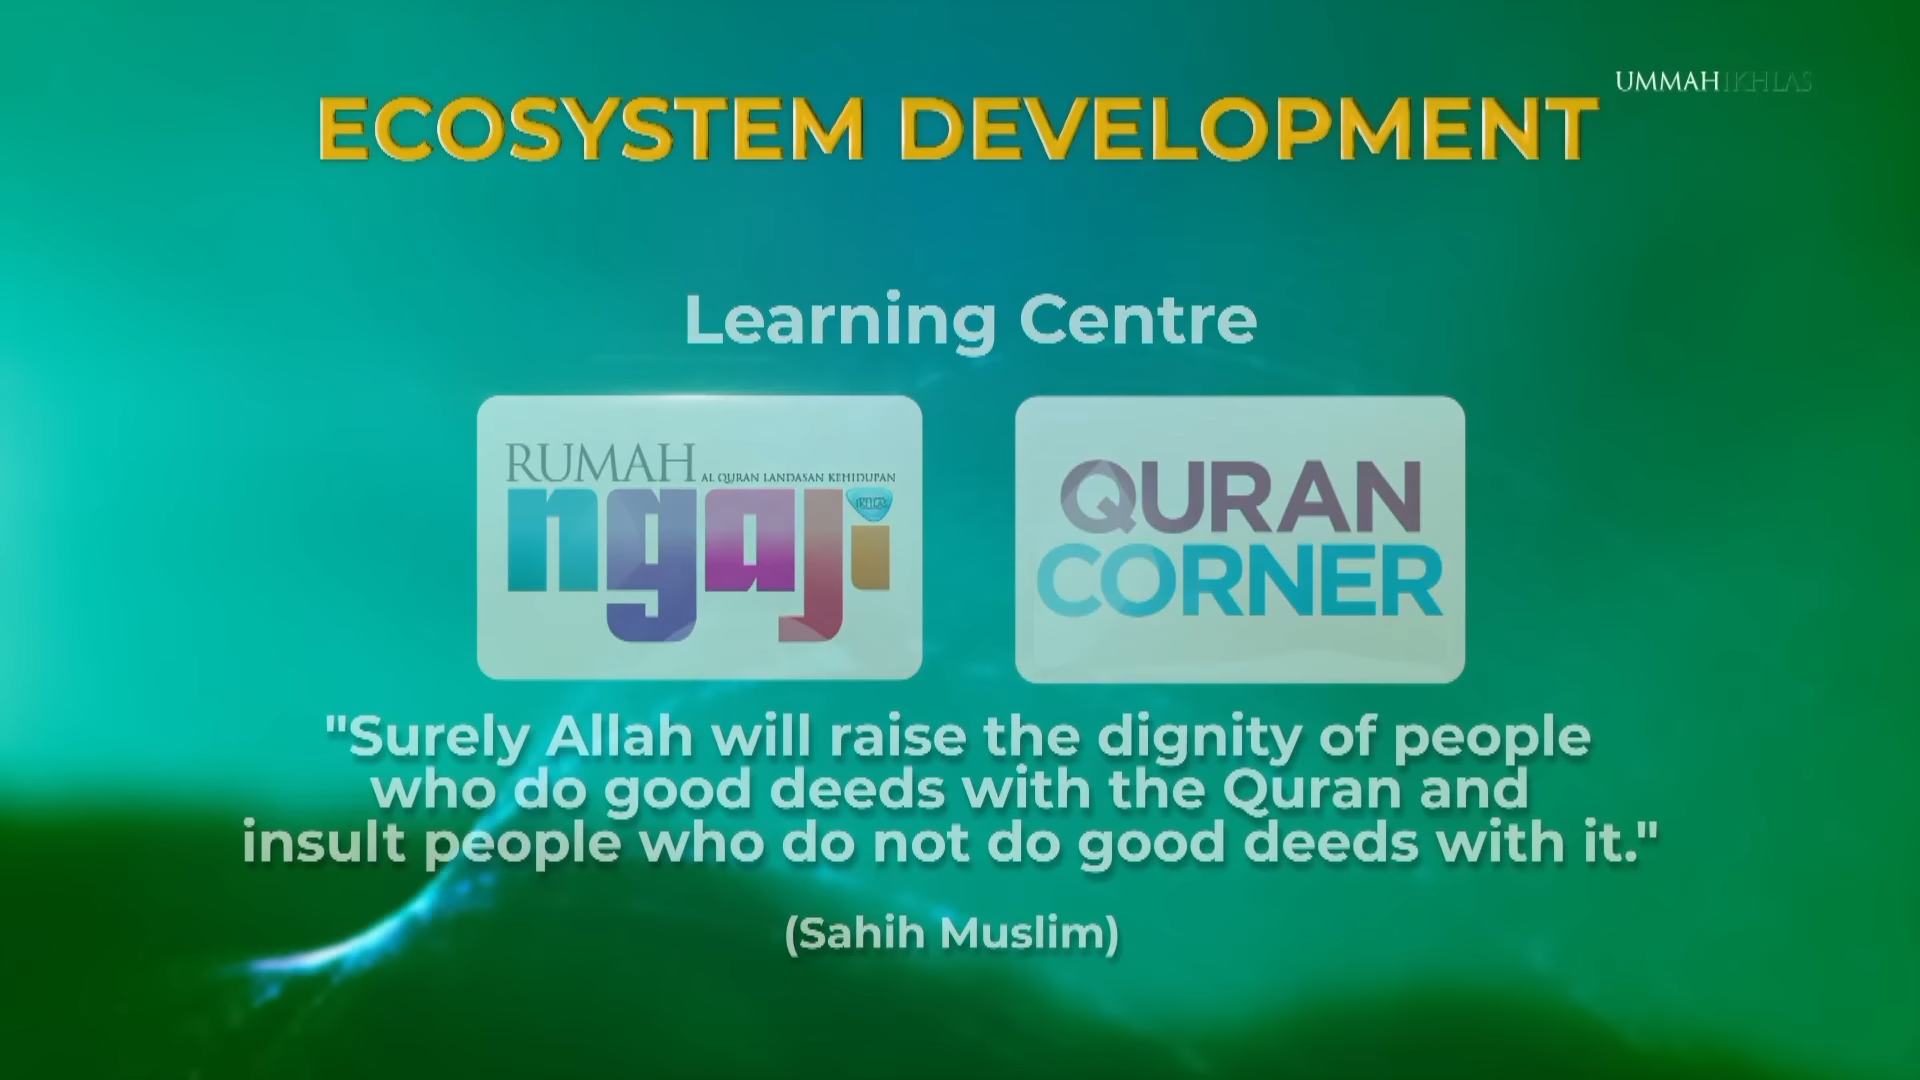 UMMAHIKHLAS
ECOSYSTEM DEVELOPMENT
Learning Centre
RUMAH
AL QURAN LANDASAN KEHIDUPAN
ngaji
IKHLAS
QURAN
CORNER
"Surely Allah will raise the dignity of people
who do good deeds with the Quran and
insult people who do not do good deeds with it."
(Sahih Muslim)